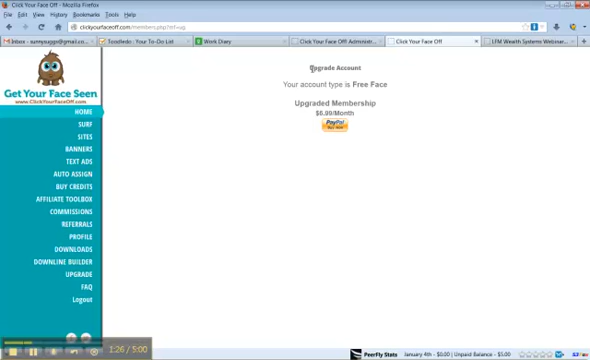 Click Your Face Off - Mozilla Firefox
File Edit View History Bookmarks Tools Help
clickyourfaceoff.com/members.php?mf=ug
Toodledo : Your To-Do List
Work Diary
Click Your Face Off! Administr...
Click Your Face Off
LFM Wealth Systems Webinar...
Get Your Face Seen
www.ClickYourFaceOff.com
HOME
SURF
SITES
BANNERS
TEXT ADS
AUTO ASSIGN
BUY CREDITS
AFFILIATE TOOLBOX
COMMISSIONS
REFERRALS
PROFILE
DOWNLOADS
DOWNLINE BUILDER
UPGRADE
FAQ
Logout
Upgrade Account
Your account type is Free Face
Upgraded Membership
$6.99/Month
PayPal
1:26 / 5:00
PeerFly Stats
January 4th - $0.00 | Unpaid Balance - $3.00